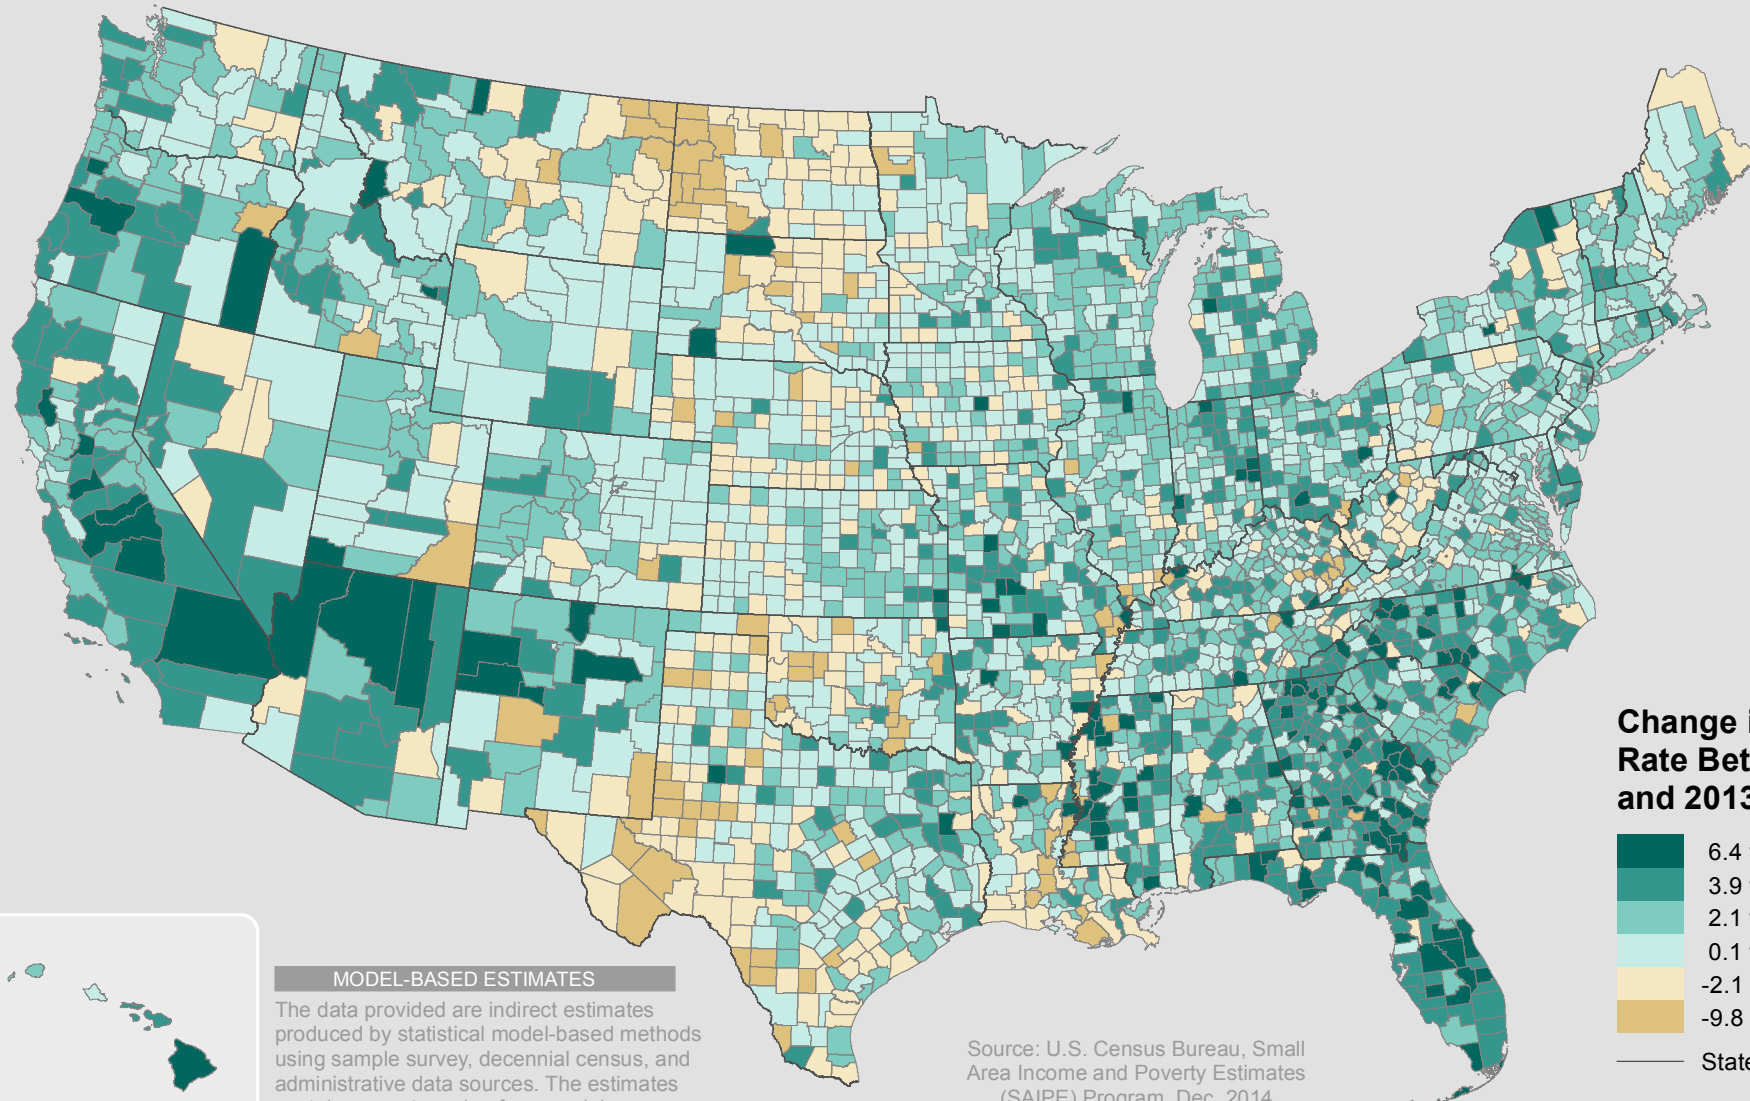 Change i
Rate Bet
and 2013
6.4
3.9
2.1
0.1
-2.1
-9.8
State
MODEL-BASED ESTIMATES
The data provided are indirect estimates
produced by statistical model-based methods
using sample survey, decennial census, and
administrative data sources. The estimates
Source: U.S. Census Bureau, Small
Area Income and Poverty Estimates
(SAIPE) Program, Dec. 2014